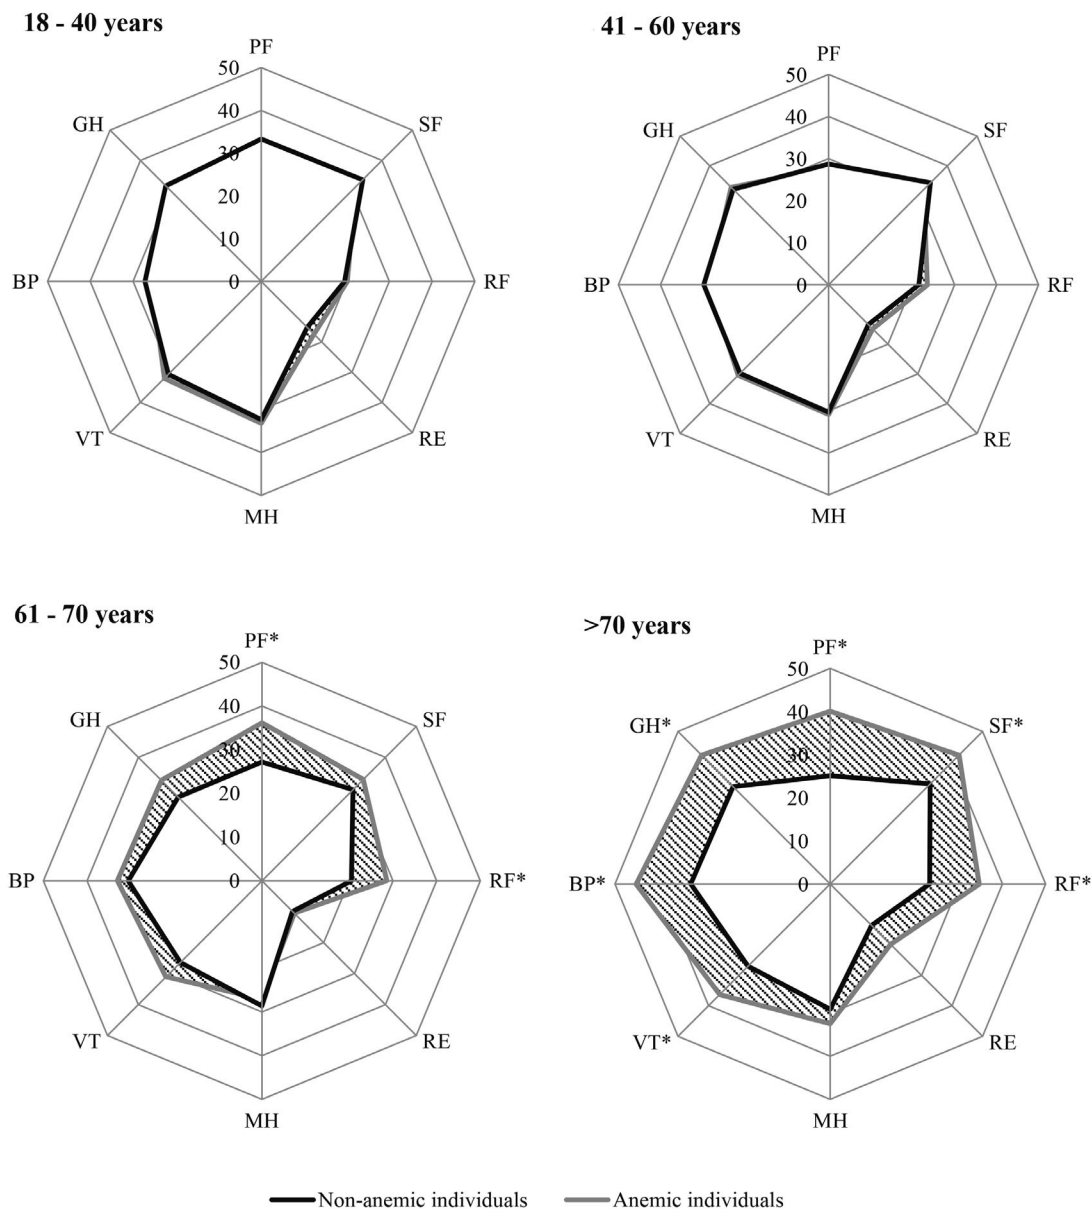 18 - 40 years
PF
50
40
30
20
10
0
GH
SF
BP
RF
VT
RE
MH
41 - 60 years
PF
50
40
30
20
10
0
GH
SF
BP
RF
VT
RE
MH
61 - 70 years
PF*
50
40
30
20
10
0
GH
SF
BP
RF*
VT
RE
MH
>70 years
PF*
50
40
30
20
10
0
GH*
SF*
BP*
RF*
VT*
RE
MH
Non-anemic individuals
Anemic individuals